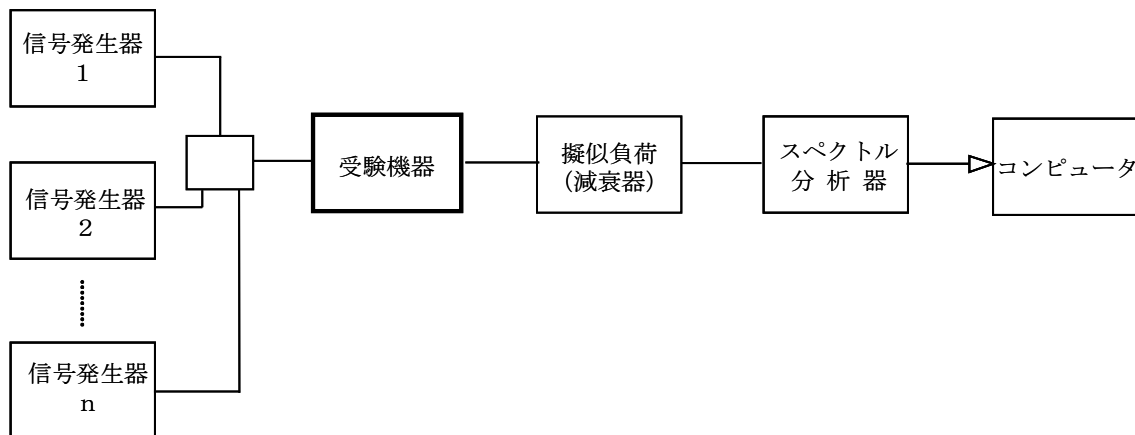 信号発生器
1
信号発生器
2
信号発生器
n
受験機器
擬似負荷
(減衰器)
スペクトル
分 析 器
コンピュータ